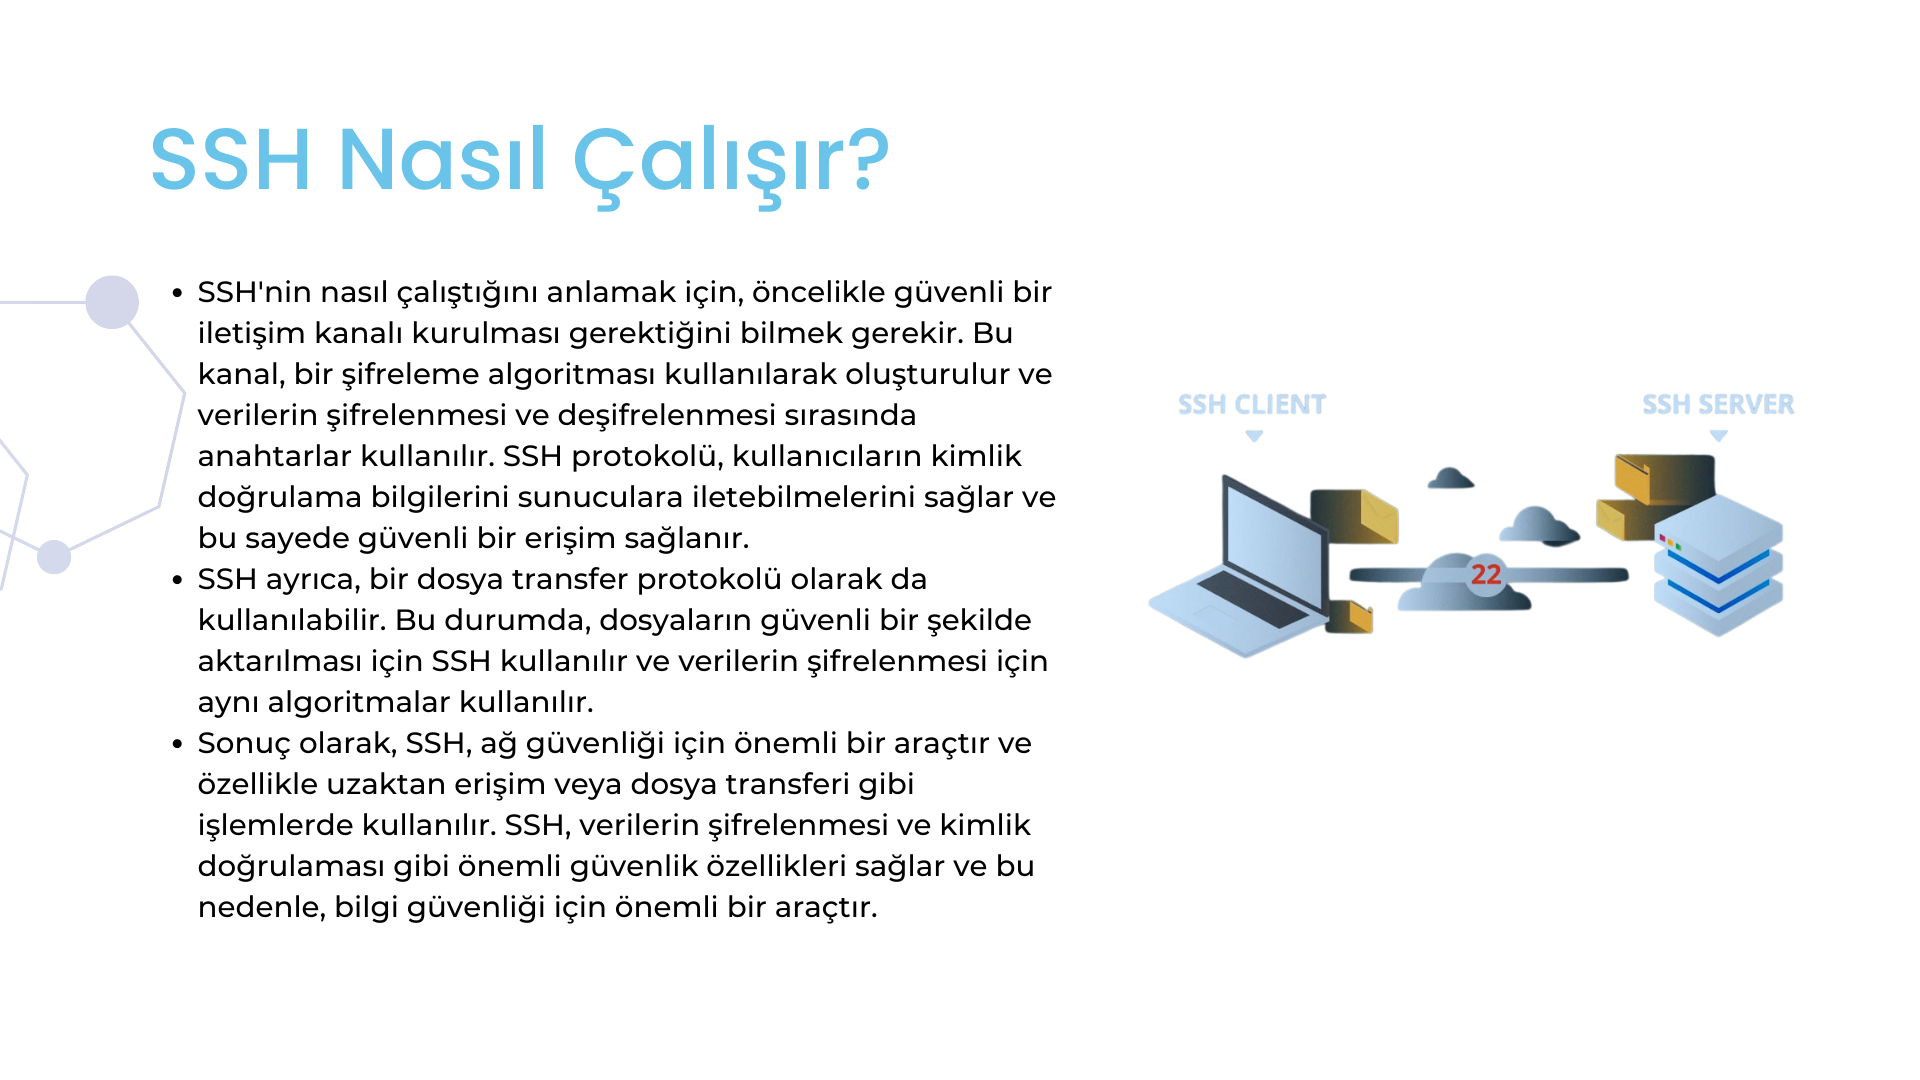 SSH Nasıl Çalışır?
• SSH'nin nasıl çalıştığını anlamak için, öncelikle güvenli bir
iletişim kanalı kurulması gerektiğini bilmek gerekir. Bu
kanal, bir şifreleme algoritması kullanılarak oluşturulur ve
verilerin şifrelenmesi ve deşifrelenmesi sırasında
anahtarlar kullanılır. SSH protokolü, kullanıcıların kimlik
doğrulama bilgilerini sunuculara iletebilmelerini sağlar ve
bu sayede güvenli bir erişim sağlanır.
• SSH ayrıca, bir dosya transfer protokolü olarak da
kullanılabilir. Bu durumda, dosyaların güvenli bir şekilde
aktarılması için SSH kullanılır ve verilerin şifrelenmesi için
aynı algoritmalar kullanılır.
• Sonuç olarak, SSH, ağ güvenliği için önemli bir araçtır ve
özellikle uzaktan erişim veya dosya transferi gibi
işlemlerde kullanılır. SSH, verilerin şifrelenmesi ve kimlik
doğrulaması gibi önemli güvenlik özellikleri sağlar ve bu
nedenle, bilgi güvenliği için önemli bir araçtır.
SSH CLIENT
SSH SERVER
22